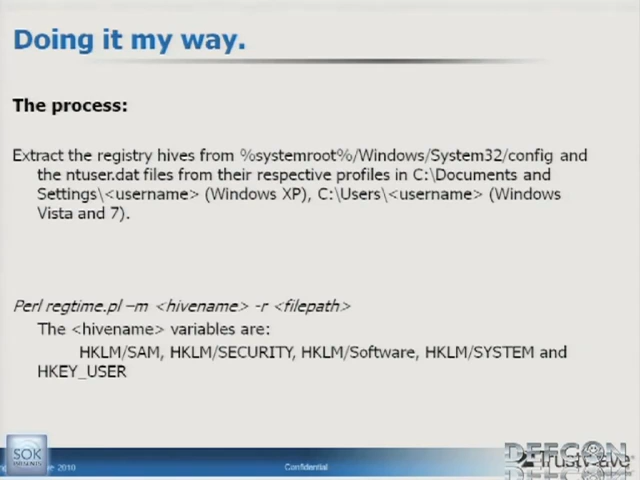 Doing it my way.
The process:
Extract the registry hives from %systemroot%/Windows/System32/config and
the ntuser.dat files from their respective profiles in C:\Documents and
Settings\<username> (Windows XP), C:\Users\<username> (Windows
Vista and 7).
Perl regtime.pl –m <hivename> -r <filepath>
The <hivename> variables are:
HKLM/SAM, HKLM/SECURITY, HKLM/Software, HKLM/SYSTEM and
HKEY_USER
SOK
2010
Confidential
DEFCON
Trustwave